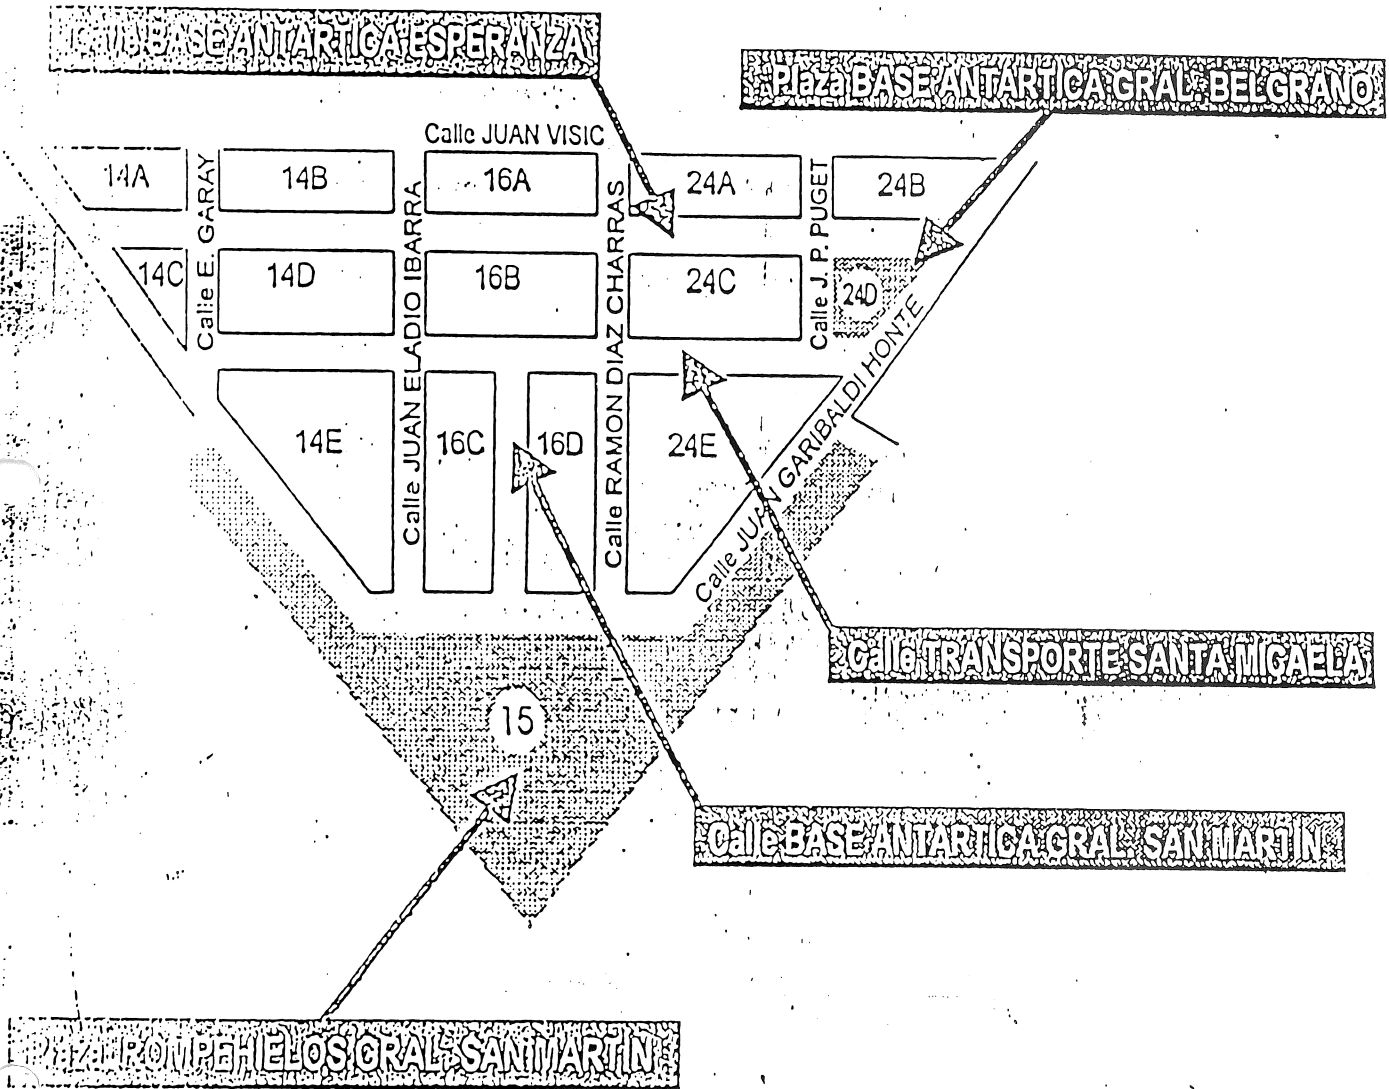 Calle BASE ANTARTICA ESPERANZA
Plaza BASE ANTARTICA GRAL. BELGRANO
Calle JUAN VISIC
14A
14B
16A
24A
24B
Calle E. GARAY
Calle JUAN ELADIO IBARRA
Calle RAMON DIAZ CHARRAS
Calle J. P. PUGET
14C
14D
16B
24C
24D
14E
16C
16D
24E
Calle JUAN GARIBALDI HONTE
Calle TRANSPORTE SANTA MICAELA
15
Calle BASE ANTARTICA GRAL. SAN MARTIN
Plaza ROMPEHIELOS GRAL. SAN MARTIN